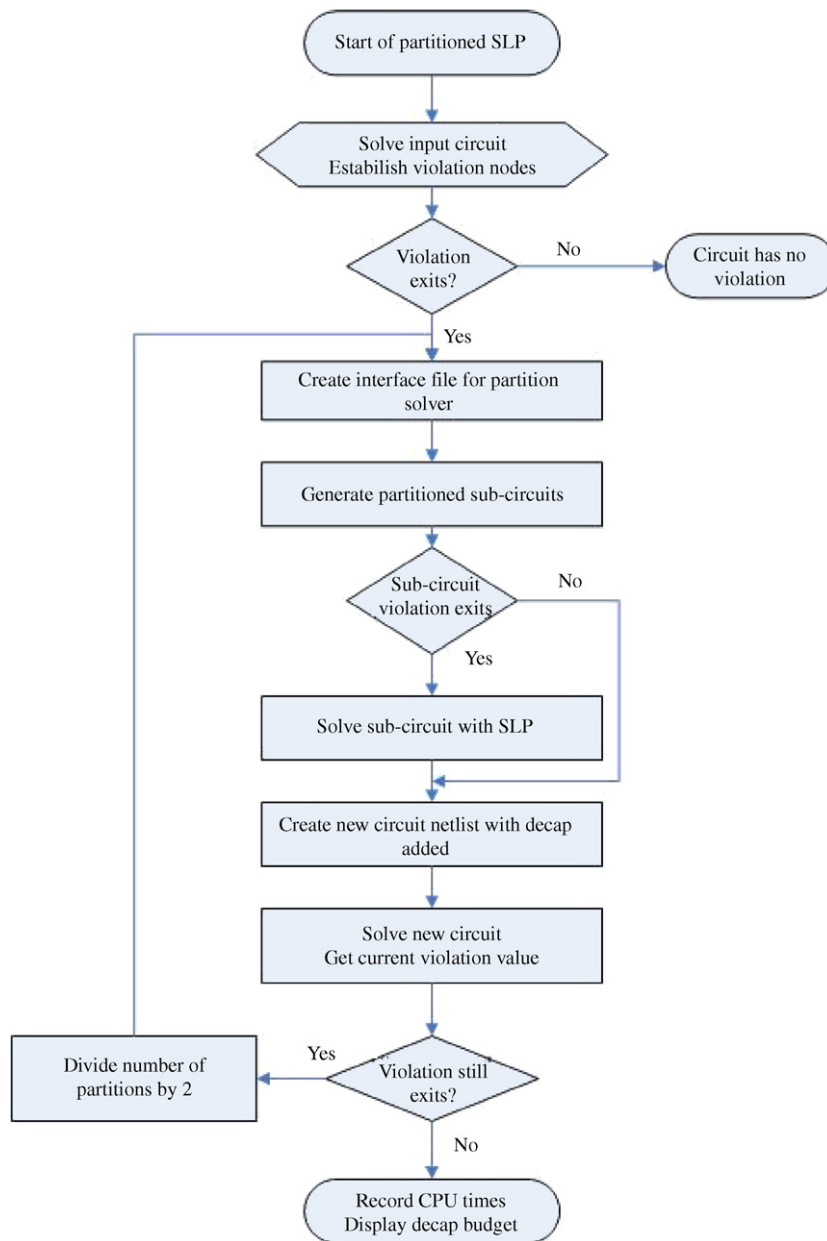 Start of partitioned SLP
Solve input circuit
Estabilish violation nodes
Violation
exits?
No
Circuit has no
violation
Yes
Create interface file for partition
solver
Generate partitioned sub-circuits
Sub-circuit
violation exits
No
Yes
Solve sub-circuit with SLP
Create new circuit netlist with decap
added
Solve new circuit
Get current violation value
Violation still
exits?
Yes
Divide number of
partitions by 2
No
Record CPU times
Display decap budget